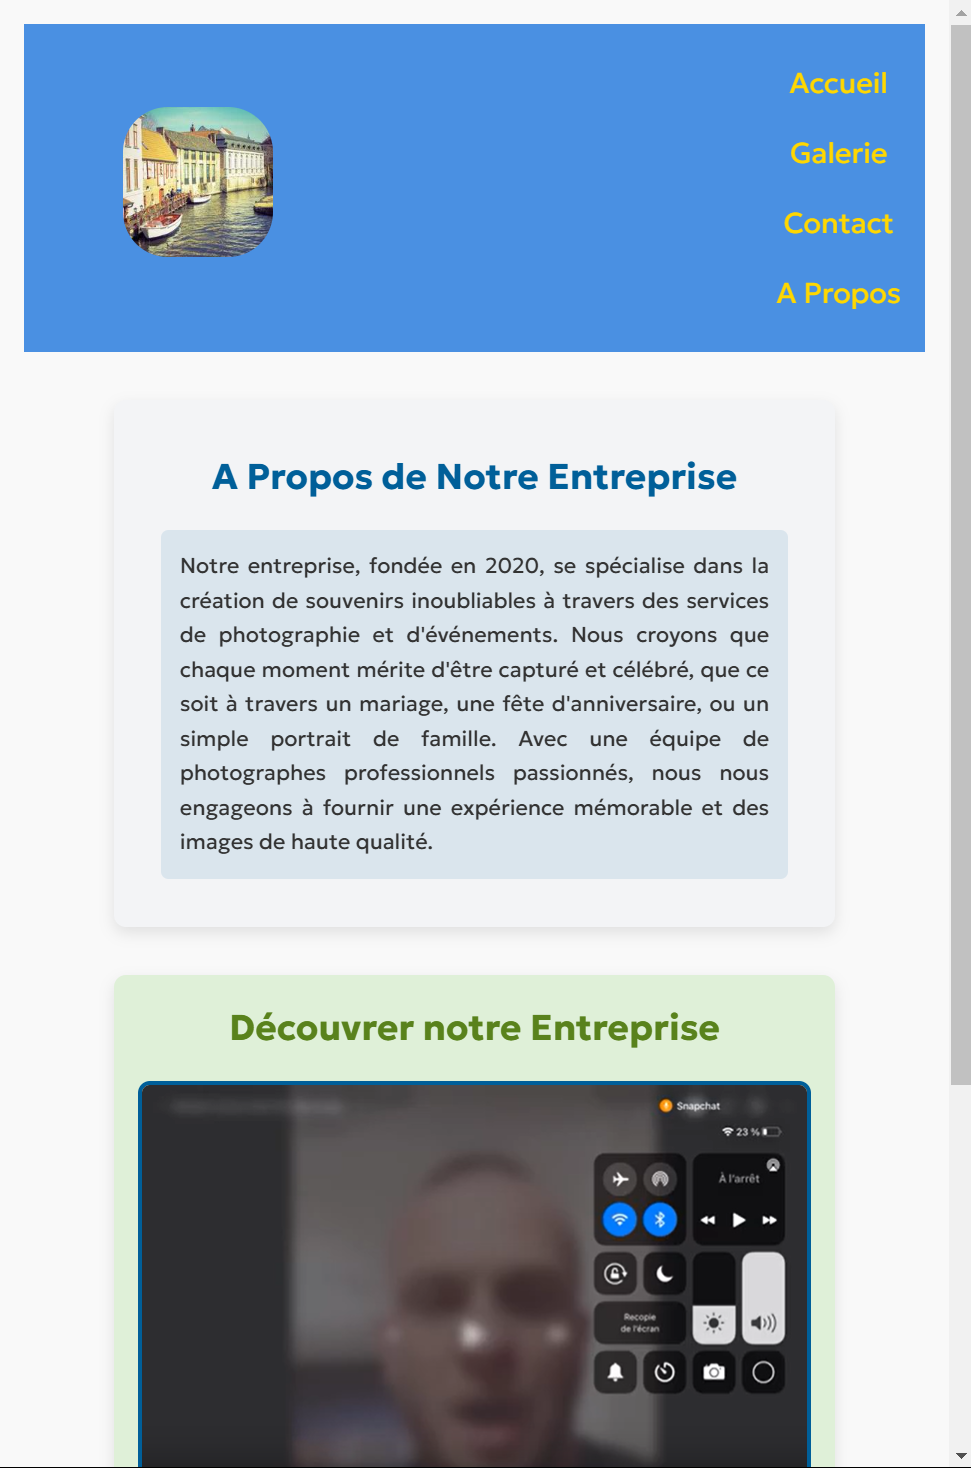 Accueil
Galerie
Contact
A Propos
A Propos de Notre Entreprise
Notre entreprise, fondée en 2020, se spécialise dans la
création de souvenirs inoubliables à travers des services
de photographie et d'événements. Nous croyons que
chaque moment mérite d'être capturé et célébré, que ce
soit à travers un mariage, une fête d'anniversaire, ou un
simple portrait de famille. Avec une équipe de
photographes professionnels passionnés, nous nous
engageons à fournir une expérience mémorable et des
images de haute qualité.
Découvrer notre Entreprise
Snapchat
23 %
À l'arrêt
Recopie
de l'écran